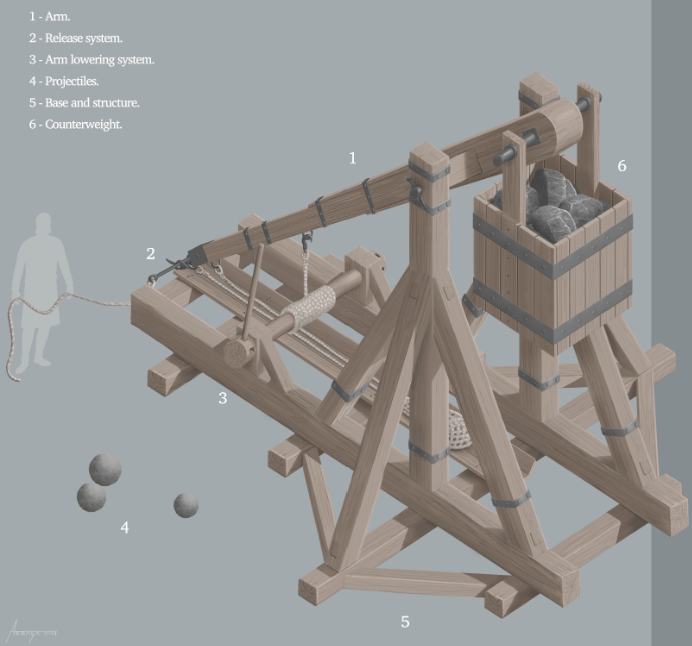 1 - Arm.
2 - Release system.
3 - Arm lowering system.
4 - Projectiles.
5 - Base and structure.
6 - Counterweight.
1
6
2
3
4
5